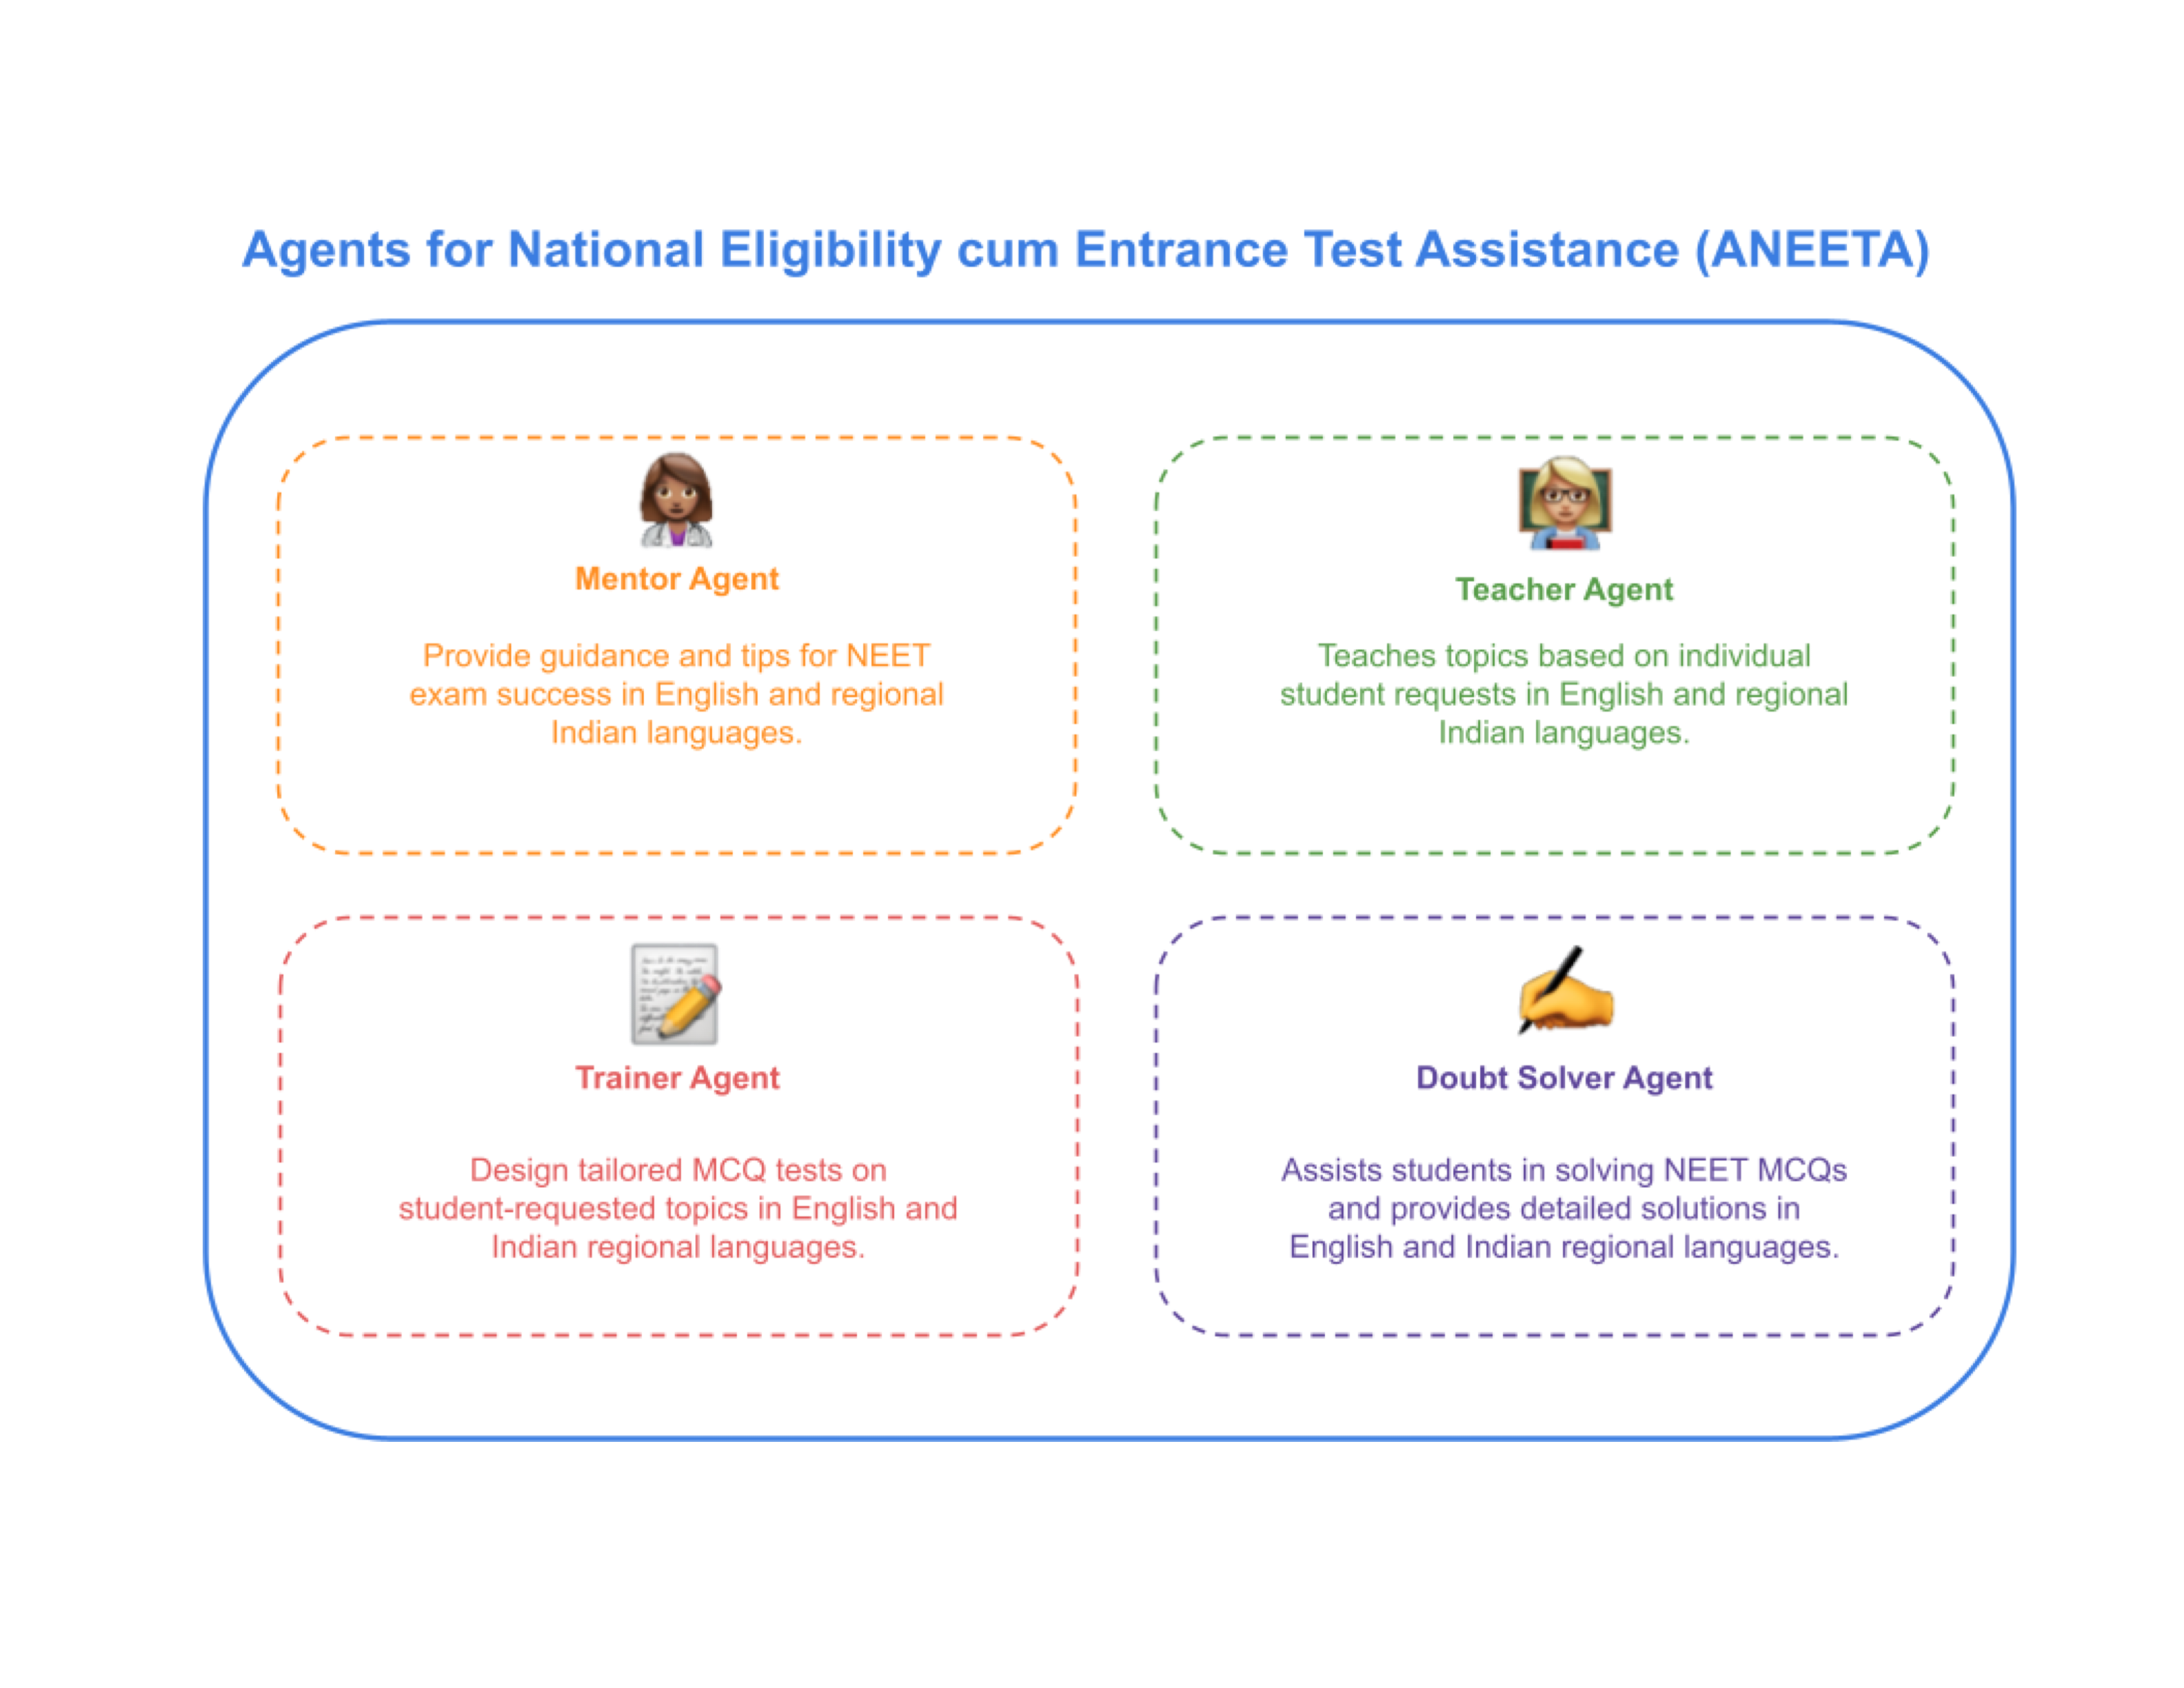 Agents for National Eligibility cum Entrance Test Assistance (ANEETA)
Mentor Agent
Provide guidance and tips for NEET
exam success in English and regional
Indian languages.
Teacher Agent
Teaches topics based on individual
student requests in English and regional
Indian languages.
Trainer Agent
Design tailored MCQ tests on
student-requested topics in English and
Indian regional languages.
Doubt Solver Agent
Assists students in solving NEET MCQs
and provides detailed solutions in
English and Indian regional languages.